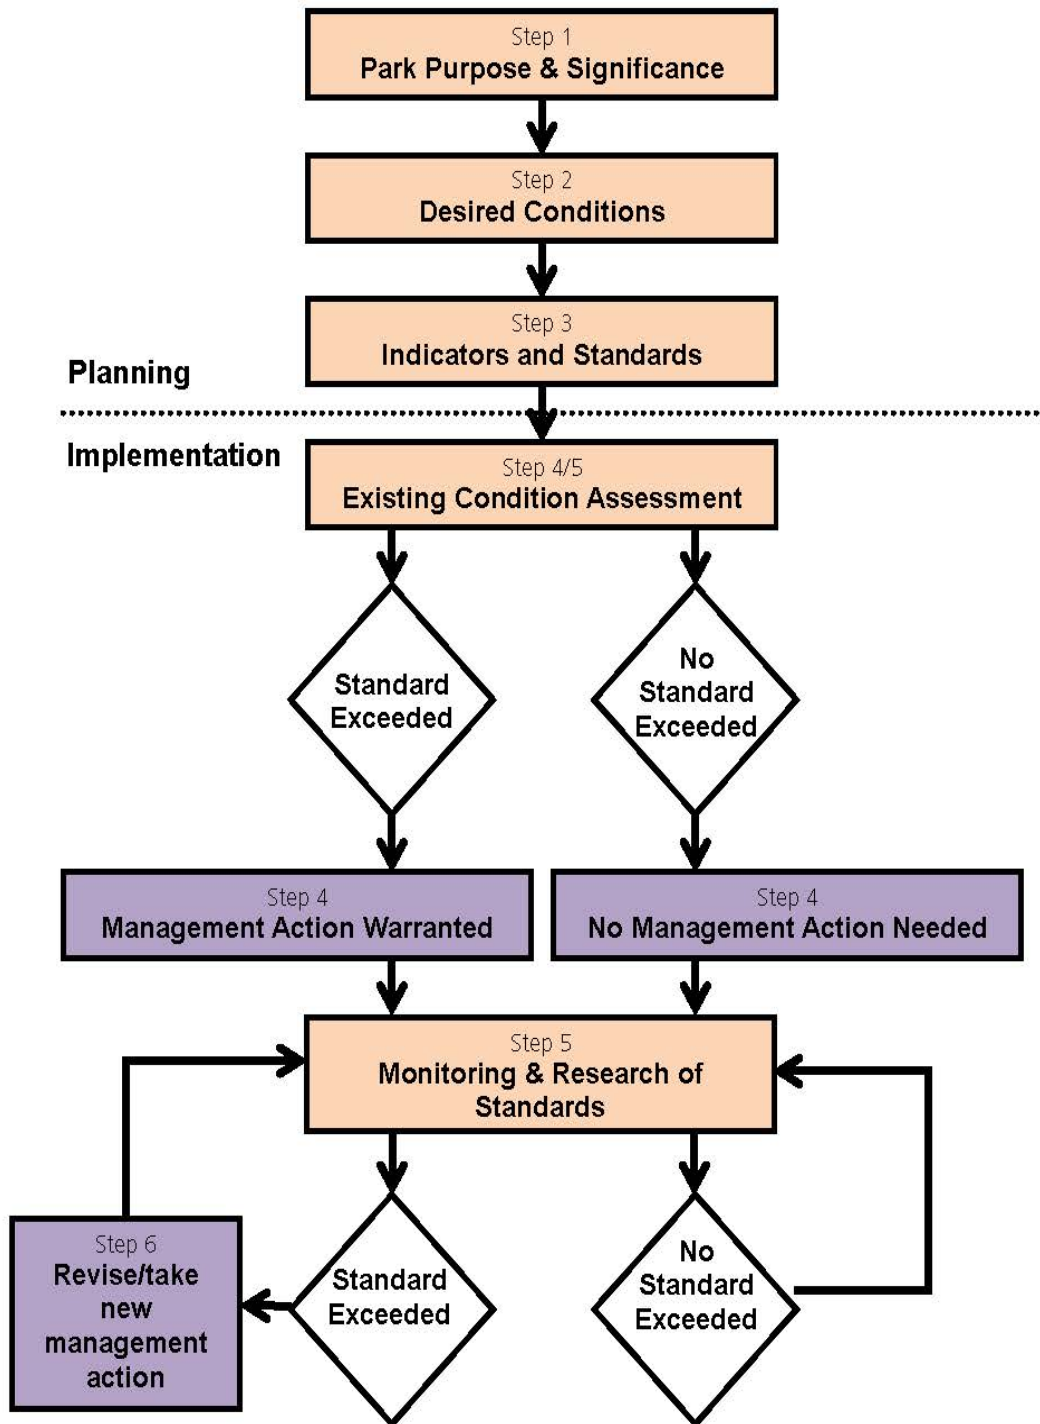 Step 1
Park Purpose & Significance
Step 2
Desired Conditions
Step 3
Indicators and Standards
Planning
Implementation
Step 4/5
Existing Condition Assessment
Standard
Exceeded
No
Standard
Exceeded
Step 4
Management Action Warranted
Step 4
No Management Action Needed
Step 5
Monitoring & Research of
Standards
Step 6
Revise/take
new
management
action
Standard
Exceeded
No
Standard
Exceeded